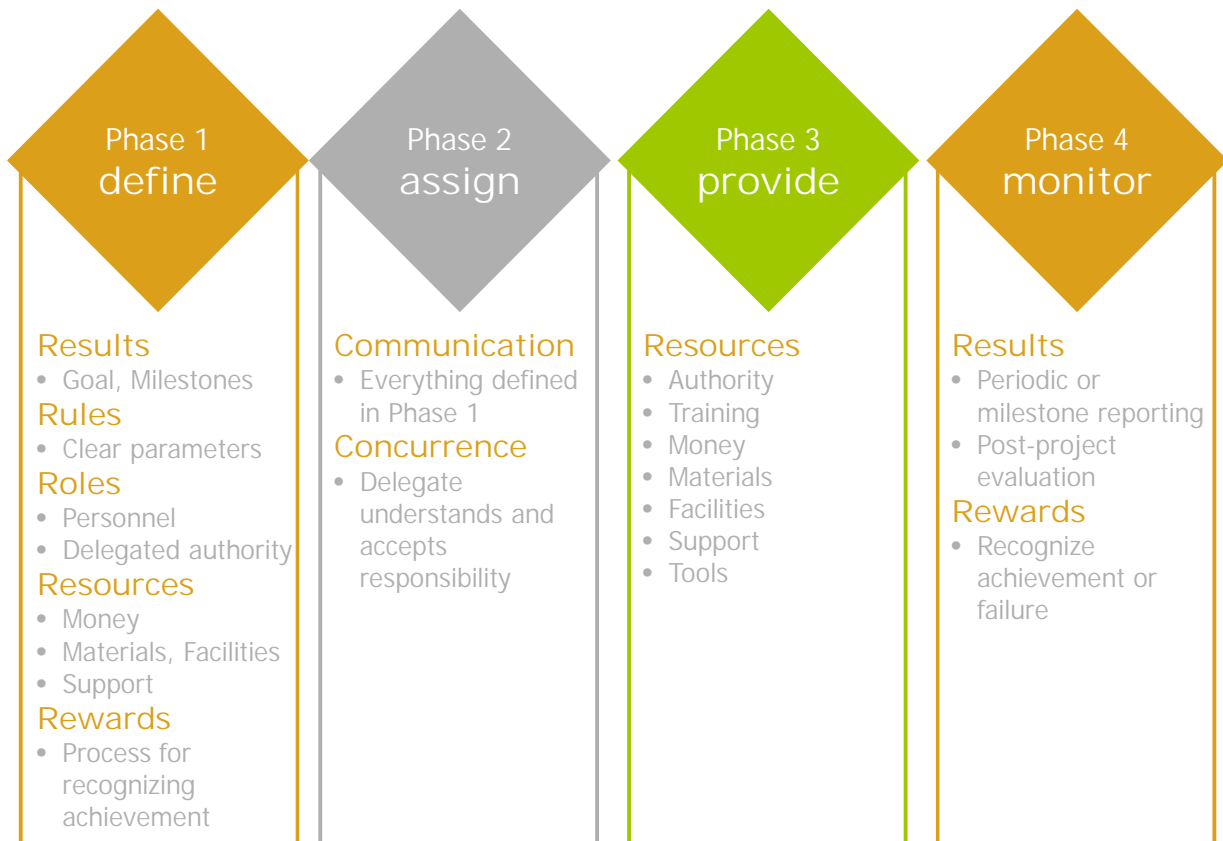 Phase 1
define
Results
• Goal, Milestones
Rules
• Clear parameters
Roles
• Personnel
• Delegated authority
Resources
• Money
• Materials, Facilities
• Support
Rewards
• Process for
recognizing
achievement
Phase 2
assign
Communication
• Everything defined
in Phase 1
Concurrence
• Delegate
understands and
accepts
responsibility
Phase 3
provide
Resources
• Authority
• Training
• Money
• Materials
• Facilities
• Support
• Tools
Phase 4
monitor
Results
• Periodic or
milestone reporting
• Post-project
evaluation
Rewards
• Recognize
achievement or
failure